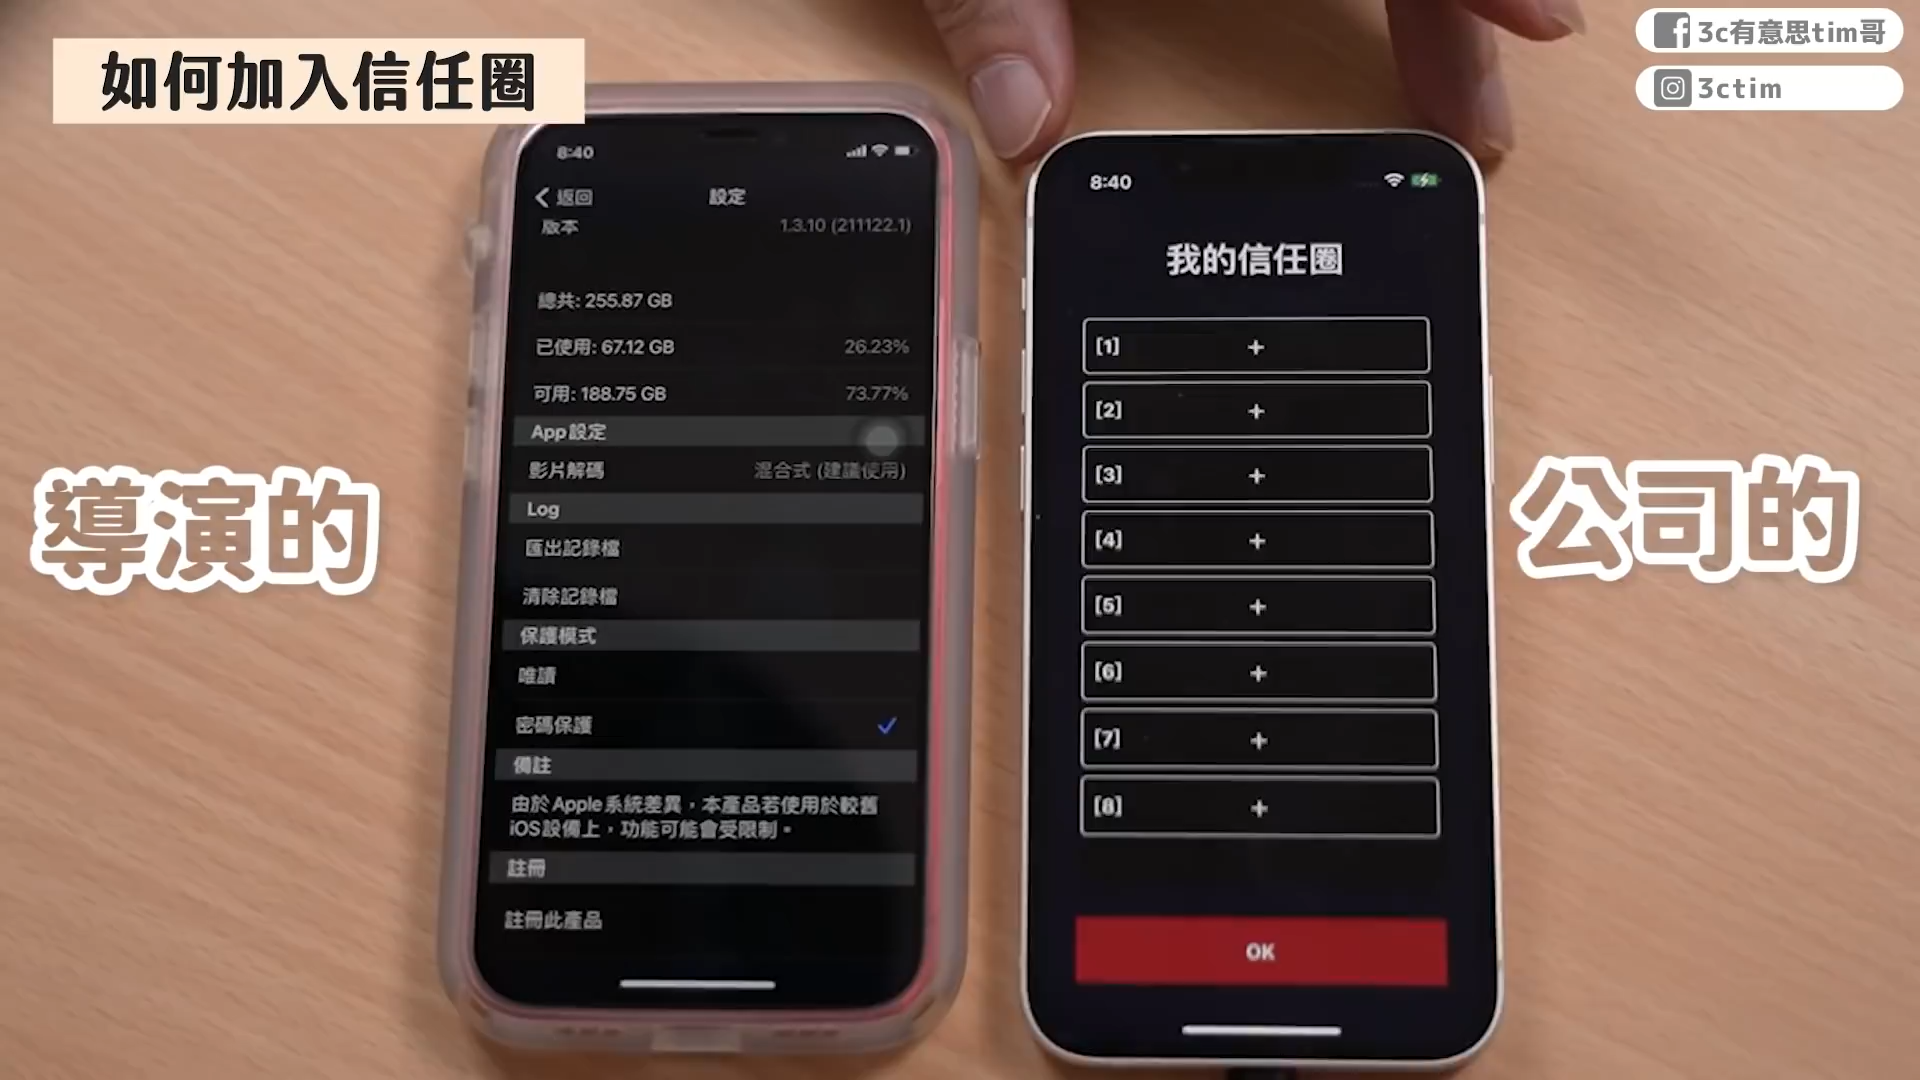 如何加入信任圈
3c有意思tim哥
3ctim
8:40
返回
設定
版本
1.3.10 (211122.1)
總共: 255.87 GB
已使用: 67.12 GB
26.23%
可用: 188.75 GB
73.77%
App設定
影片解碼
混合式 (建議使用)
Log
匯出記錄檔
清除記錄檔
保護模式
唯讀
密碼保護
備註
由於Apple系統差異，本產品若使用於較舊
iOS設備上，功能可能會受限制。
註冊
註冊此產品
導演的
8:40
我的信任圈
[1] +
[2] +
[3] +
[4] +
[5] +
[6] +
[7] +
[8] +
OK
公司的